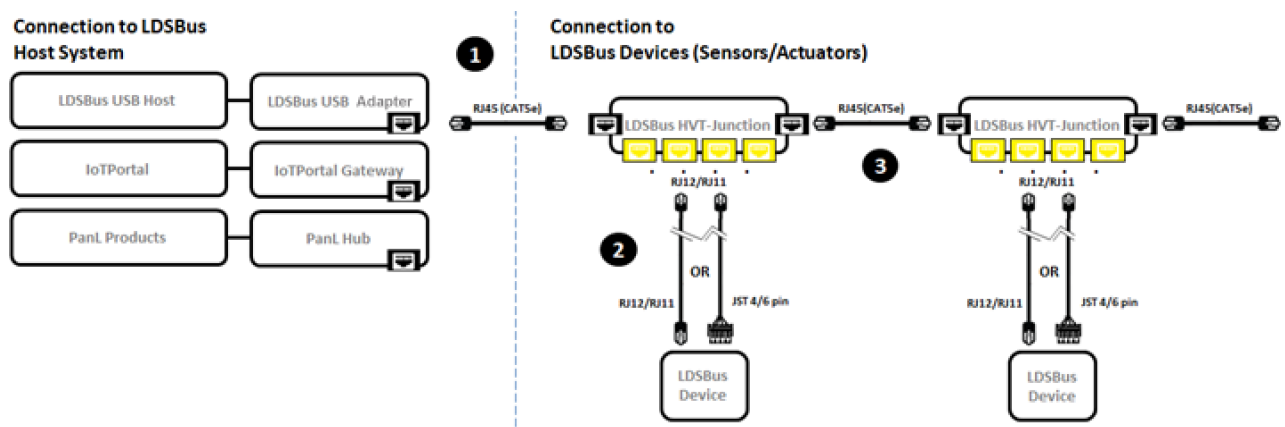 Connection to LDSBus
Host System
1
Connection to
LDSBus Devices (Sensors/Actuators)
LDSBus USB Host
LDSBus USB Adapter
RJ45 (CAT5e)
LDSBus HVT-Junction
RJ45(CAT5e)
LDSBus HVT-Junction
RJ45(CAT5e)
IoTPortal
IoTPortal Gateway
3
RJ12/RJ11
RJ12/RJ11
PanL Products
PanL Hub
2
OR
OR
RJ12/RJ11
JST 4/6 pin
RJ12/RJ11
JST 4/6 pin
LDSBus
Device
LDSBus
Device